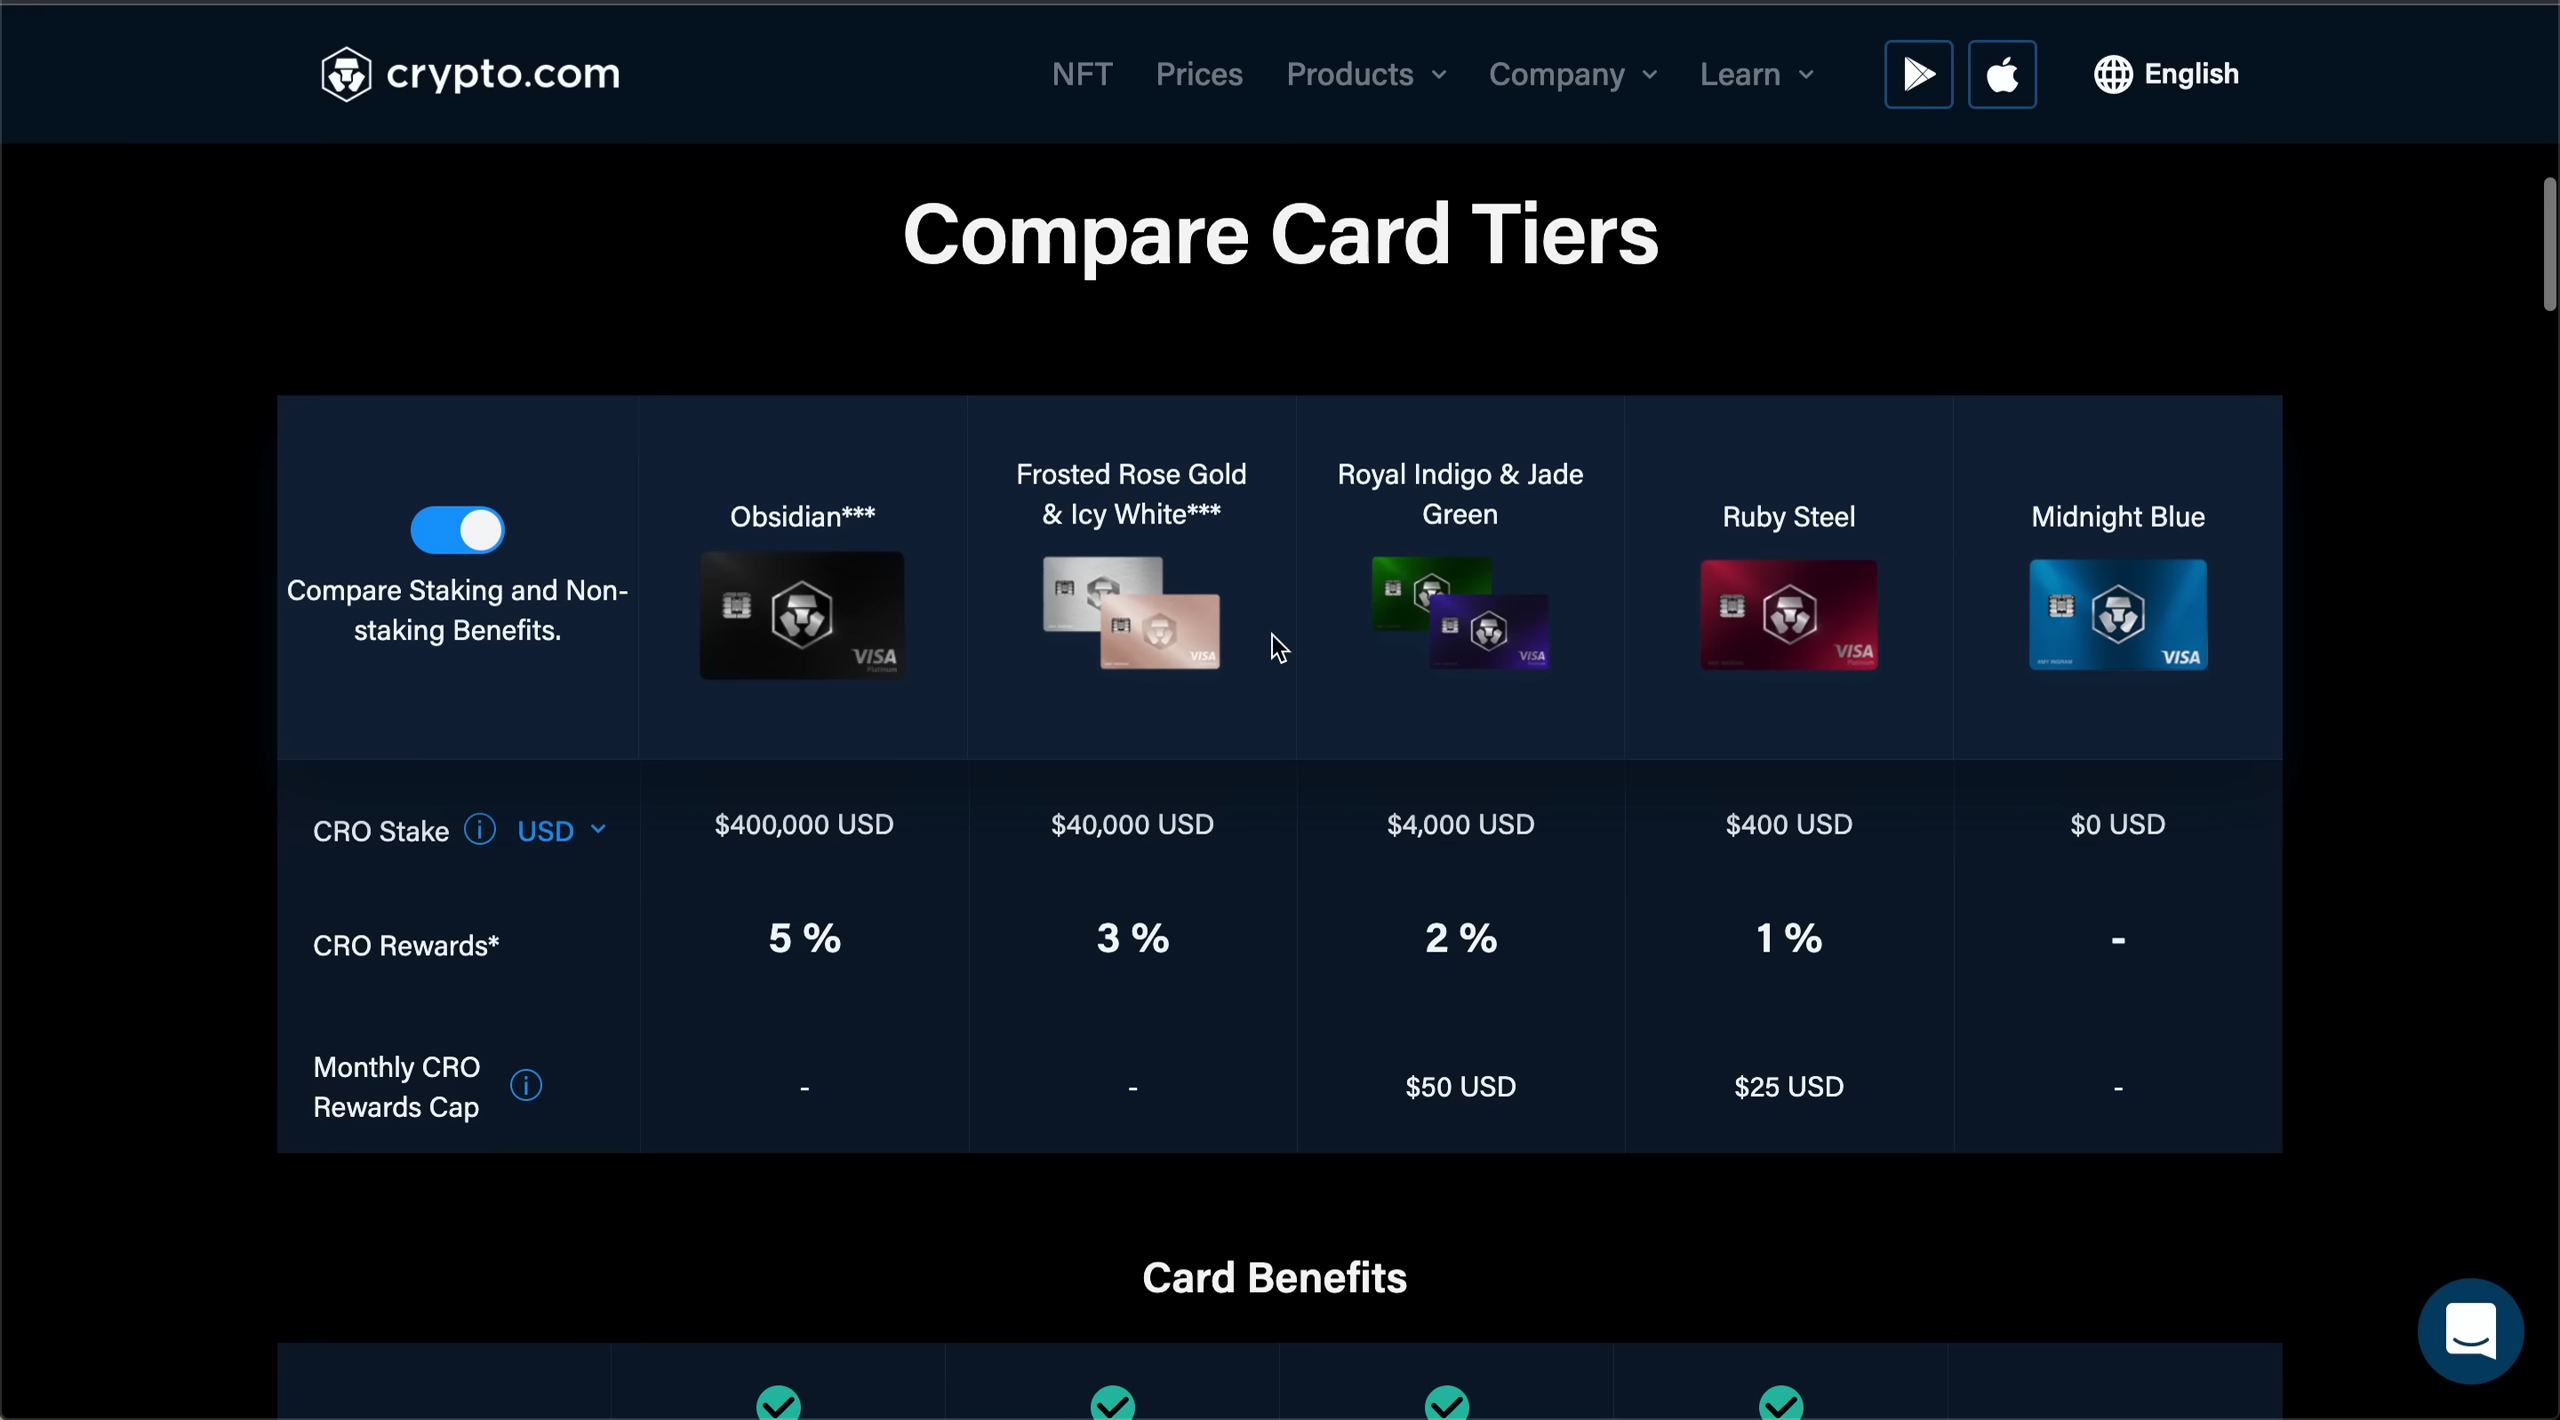 crypto.com
NFT Prices Products Company Learn English
Compare Card Tiers
Compare Staking and Non-
staking Benefits.
Obsidian***
VISA
Platinum
Frosted Rose Gold
& Icy White***
VISA
Royal Indigo & Jade
Green
VISA
Ruby Steel
VISA
Midnight Blue
VISA
CRO Stake i USD $400,000 USD $40,000 USD $4,000 USD $400 USD $0 USD
CRO Rewards* 5 % 3 % 2 % 1 % -
Monthly CRO
Rewards Cap i - - $50 USD $25 USD -
Card Benefits